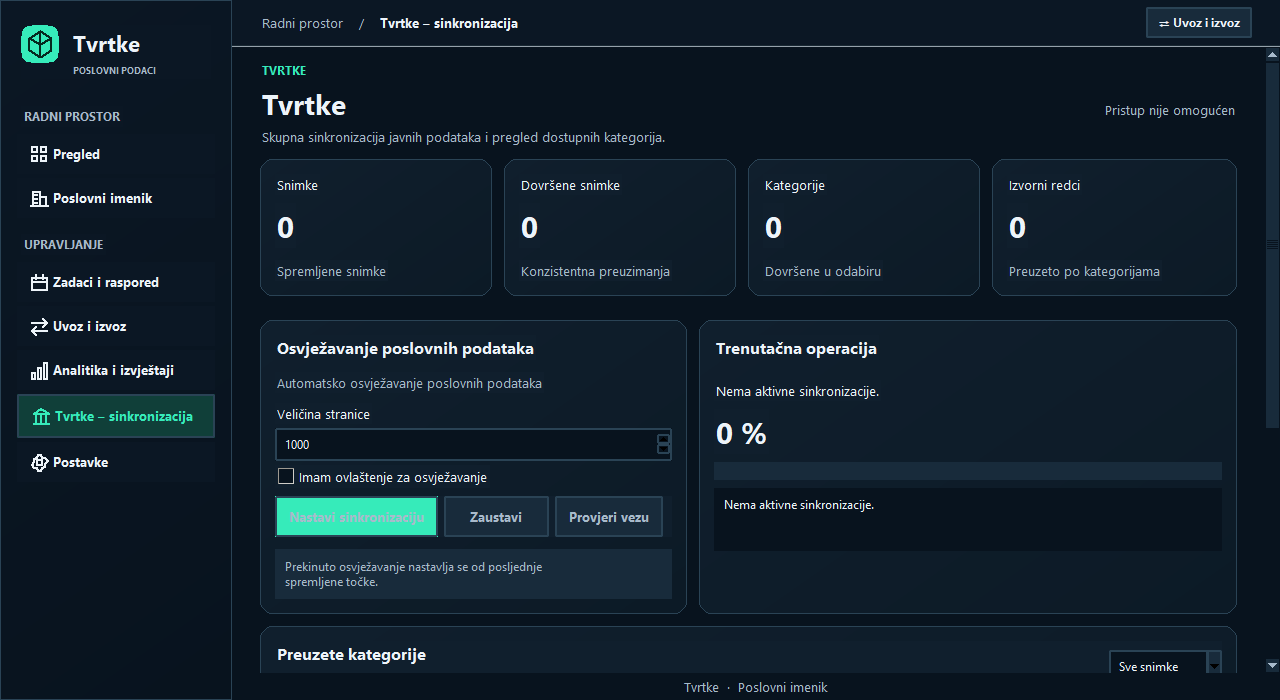 Tvrtke
POSLOVNI PODACI
RADNI PROSTOR
Pregled
Poslovni imenik
UPRAVLJANJE
Zadaci i raspored
Uvoz i izvoz
Analitika i izvještaji
Tvrtke – sinkronizacija
Postavke
Radni prostor / Tvrtke – sinkronizacija
⇄ Uvoz i izvoz
TVRTKE
Tvrtke
Pristup nije omogućen
Skupna sinkronizacija javnih podataka i pregled dostupnih kategorija.
Snimke
0
Spremljene snimke
Dovršene snimke
0
Konzistentna preuzimanja
Kategorije
0
Dovršene u odabiru
Izvorni redci
0
Preuzeto po kategorijama
Osvježavanje poslovnih podataka
Automatsko osvježavanje poslovnih podataka
Veličina stranice
1000
Imam ovlaštenje za osvježavanje
Nastavi sinkronizaciju
Zaustavi
Provjeri vezu
Prekinuto osvježavanje nastavlja se od posljednje
spremljene točke.
Trenutačna operacija
Nema aktivne sinkronizacije.
0 %
Nema aktivne sinkronizacije.
Preuzete kategorije
Sve snimke
Tvrtke · Poslovni imenik